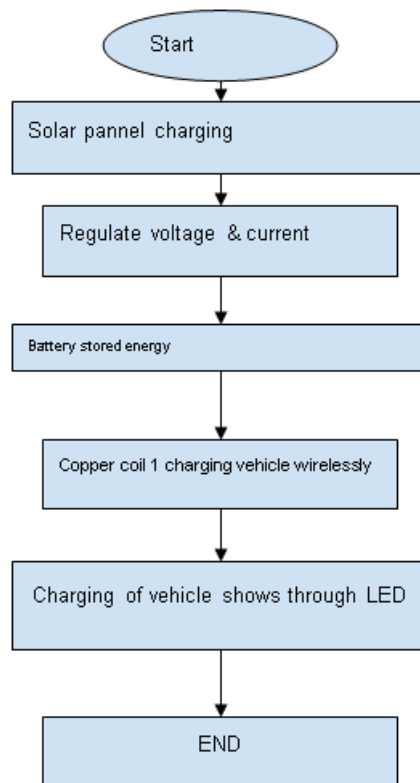 Start
Solar pannel charging
Regulate voltage & current
Battery stored energy
Copper coil 1 charging vehicle wirelessly
Charging of vehicle shows through LED
END